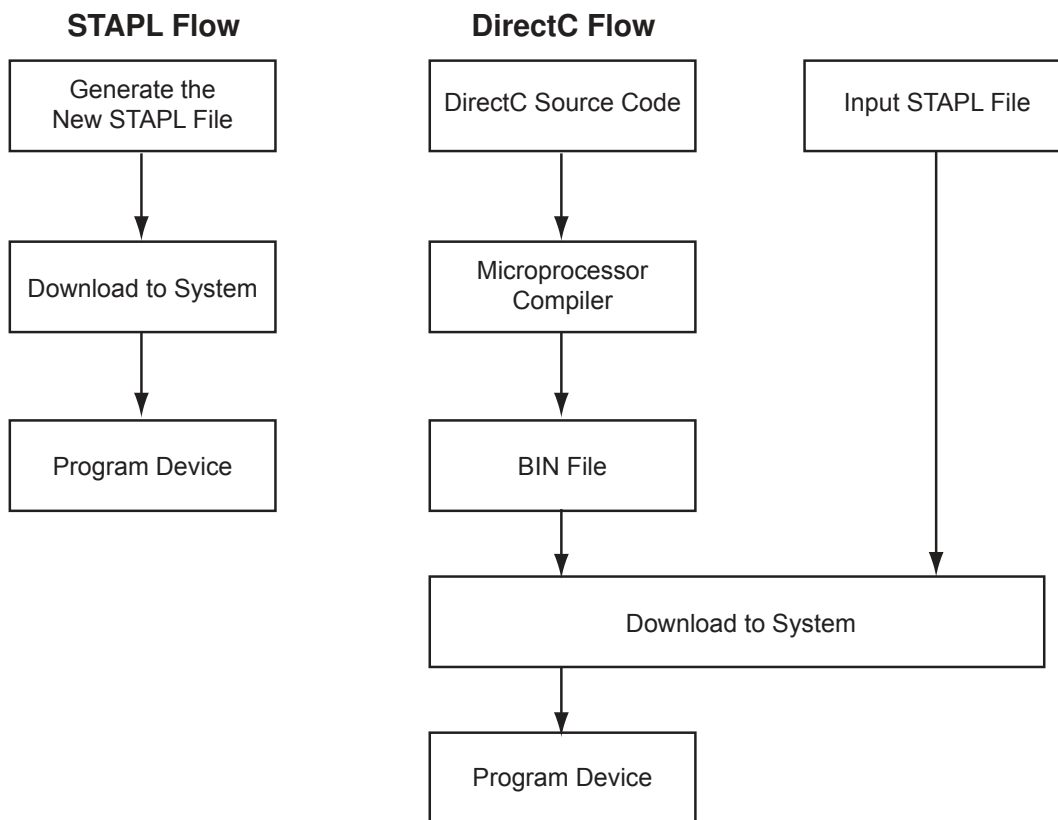 STAPL Flow
Generate the
New STAPL File
Download to System
Program Device
DirectC Flow
DirectC Source Code
Input STAPL File
Microprocessor
Compiler
BIN File
Download to System
Program Device